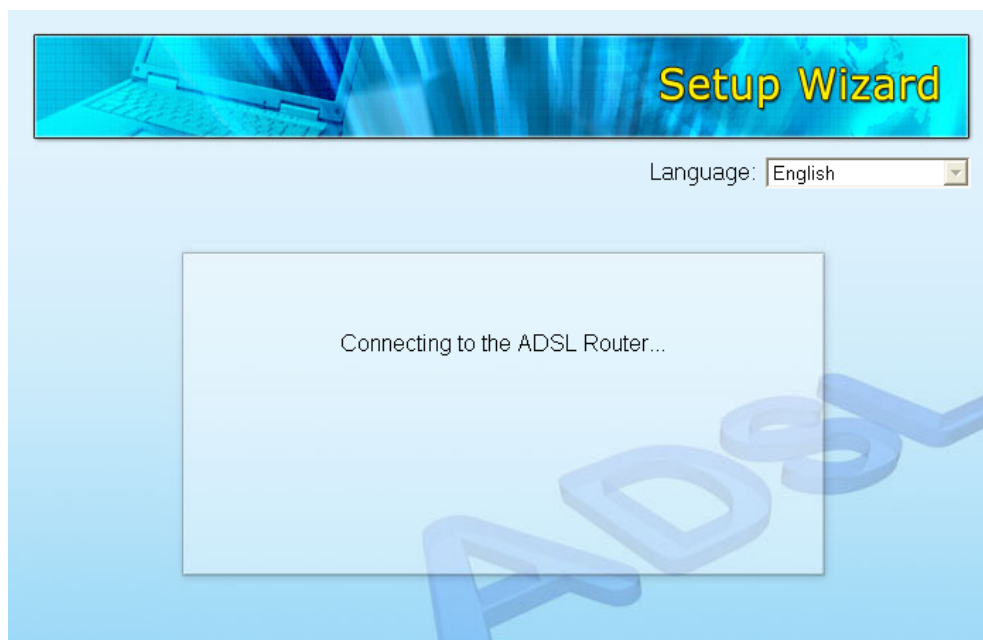 Setup Wizard
Language: English
Connecting to the ADSL Router...
ADSL